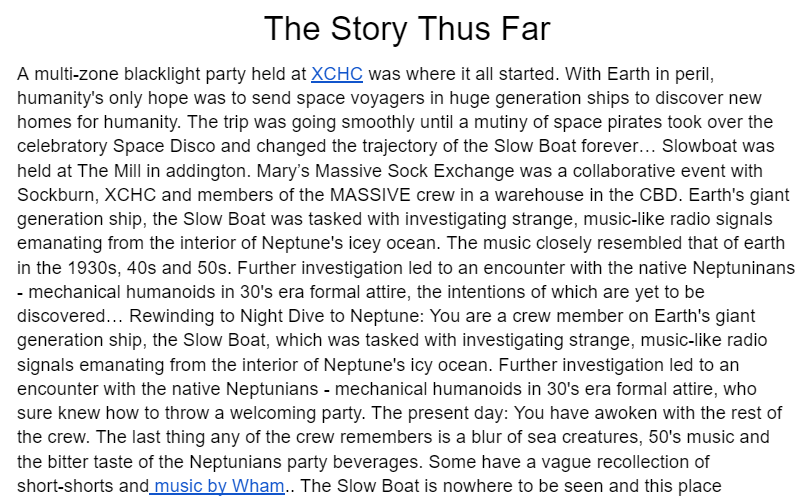 The Story Thus Far
A multi-zone blacklight party held at XCHC was where it all started. With Earth in peril,
humanity's only hope was to send space voyagers in huge generation ships to discover new
homes for humanity. The trip was going smoothly until a mutiny of space pirates took over the
celebratory Space Disco and changed the trajectory of the Slow Boat forever… Slowboat was
held at The Mill in addington. Mary’s Massive Sock Exchange was a collaborative event with
Sockburn, XCHC and members of the MASSIVE crew in a warehouse in the CBD. Earth's giant
generation ship, the Slow Boat was tasked with investigating strange, music-like radio signals
emanating from the interior of Neptune's icey ocean. The music closely resembled that of earth
in the 1930s, 40s and 50s. Further investigation led to an encounter with the native Neptuninans
- mechanical humanoids in 30's era formal attire, the intentions of which are yet to be
discovered… Rewinding to Night Dive to Neptune: You are a crew member on Earth's giant
generation ship, the Slow Boat, which was tasked with investigating strange, music-like radio
signals emanating from the interior of Neptune's icy ocean. Further investigation led to an
encounter with the native Neptunians - mechanical humanoids in 30's era formal attire, who
sure knew how to throw a welcoming party. The present day: You have awoken with the rest of
the crew. The last thing any of the crew remembers is a blur of sea creatures, 50's music and
the bitter taste of the Neptunians party beverages. Some have a vague recollection of
short-shorts and music by Wham.. The Slow Boat is nowhere to be seen and this place